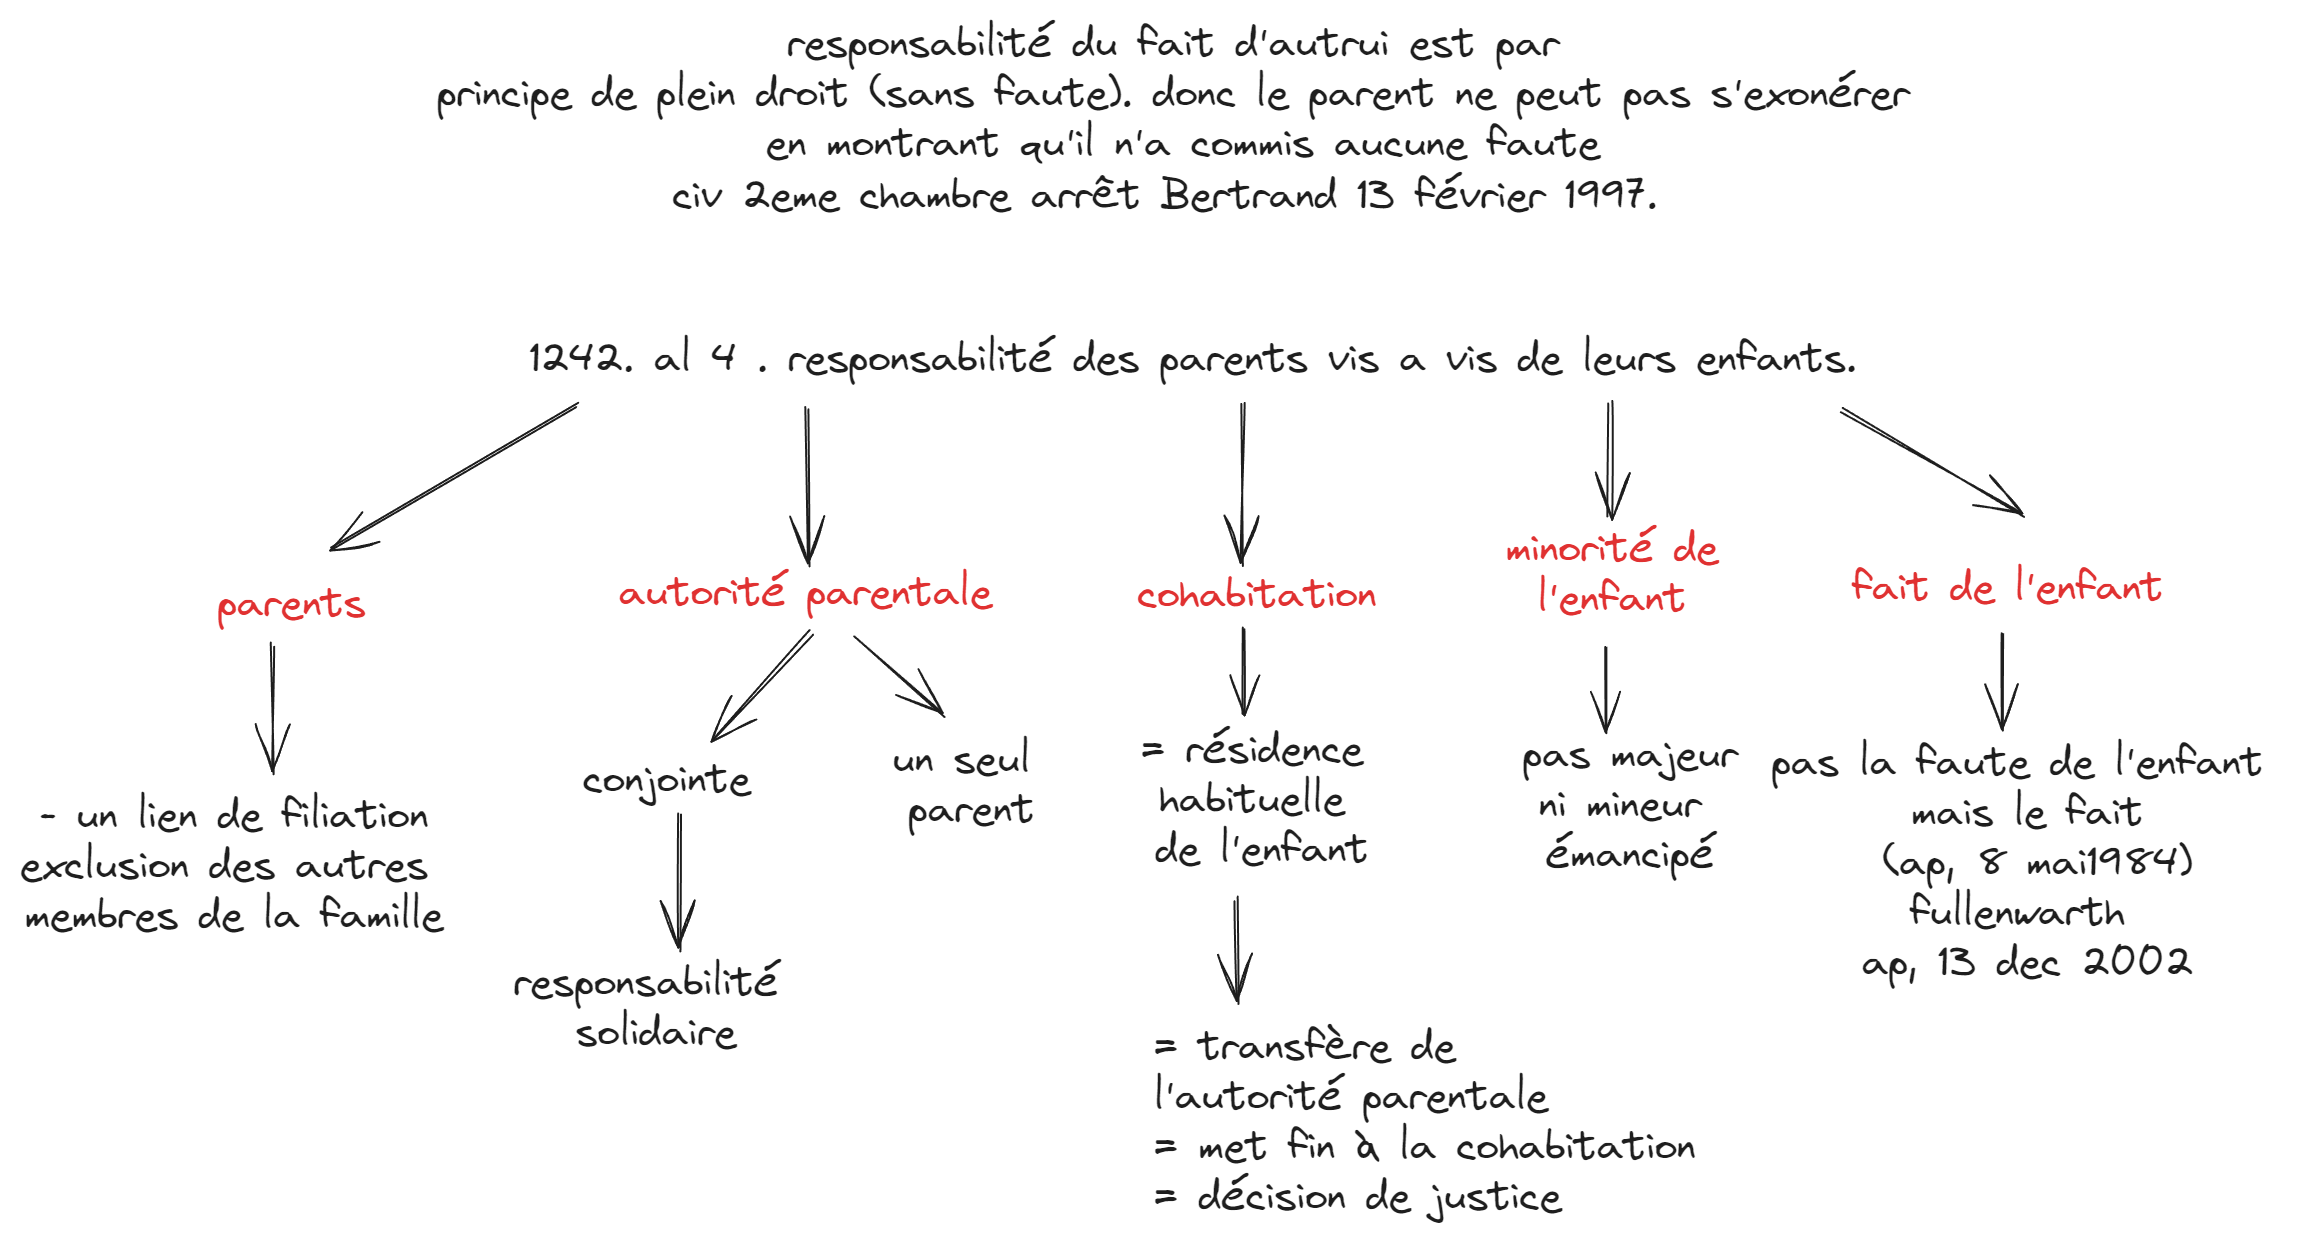 responsabilité du fait d'autrui est par
principe de plein droit (sans faute). donc le parent ne peut pas s'exonérer
en montrant qu'il n'a commis aucune faute
civ 2eme chambre arrêt Bertrand 13 février 1997.
1242. al 4 . responsabilité des parents vis a vis de leurs enfants.
parents
- un lien de filiation
exclusion des autres
membres de la famille
autorité parentale
conjointe
responsabilité
solidaire
un seul
parent
cohabitation
= résidence
habituelle
de l'enfant
= transfère de
l'autorité parentale
= met fin à la cohabitation
= décision de justice
minorité de
l'enfant
pas majeur
ni mineur
émancipé
fait de l'enfant
pas la faute de l'enfant
mais le fait
(ap, 8 mai1984)
fullenwarth
ap, 13 dec 2002